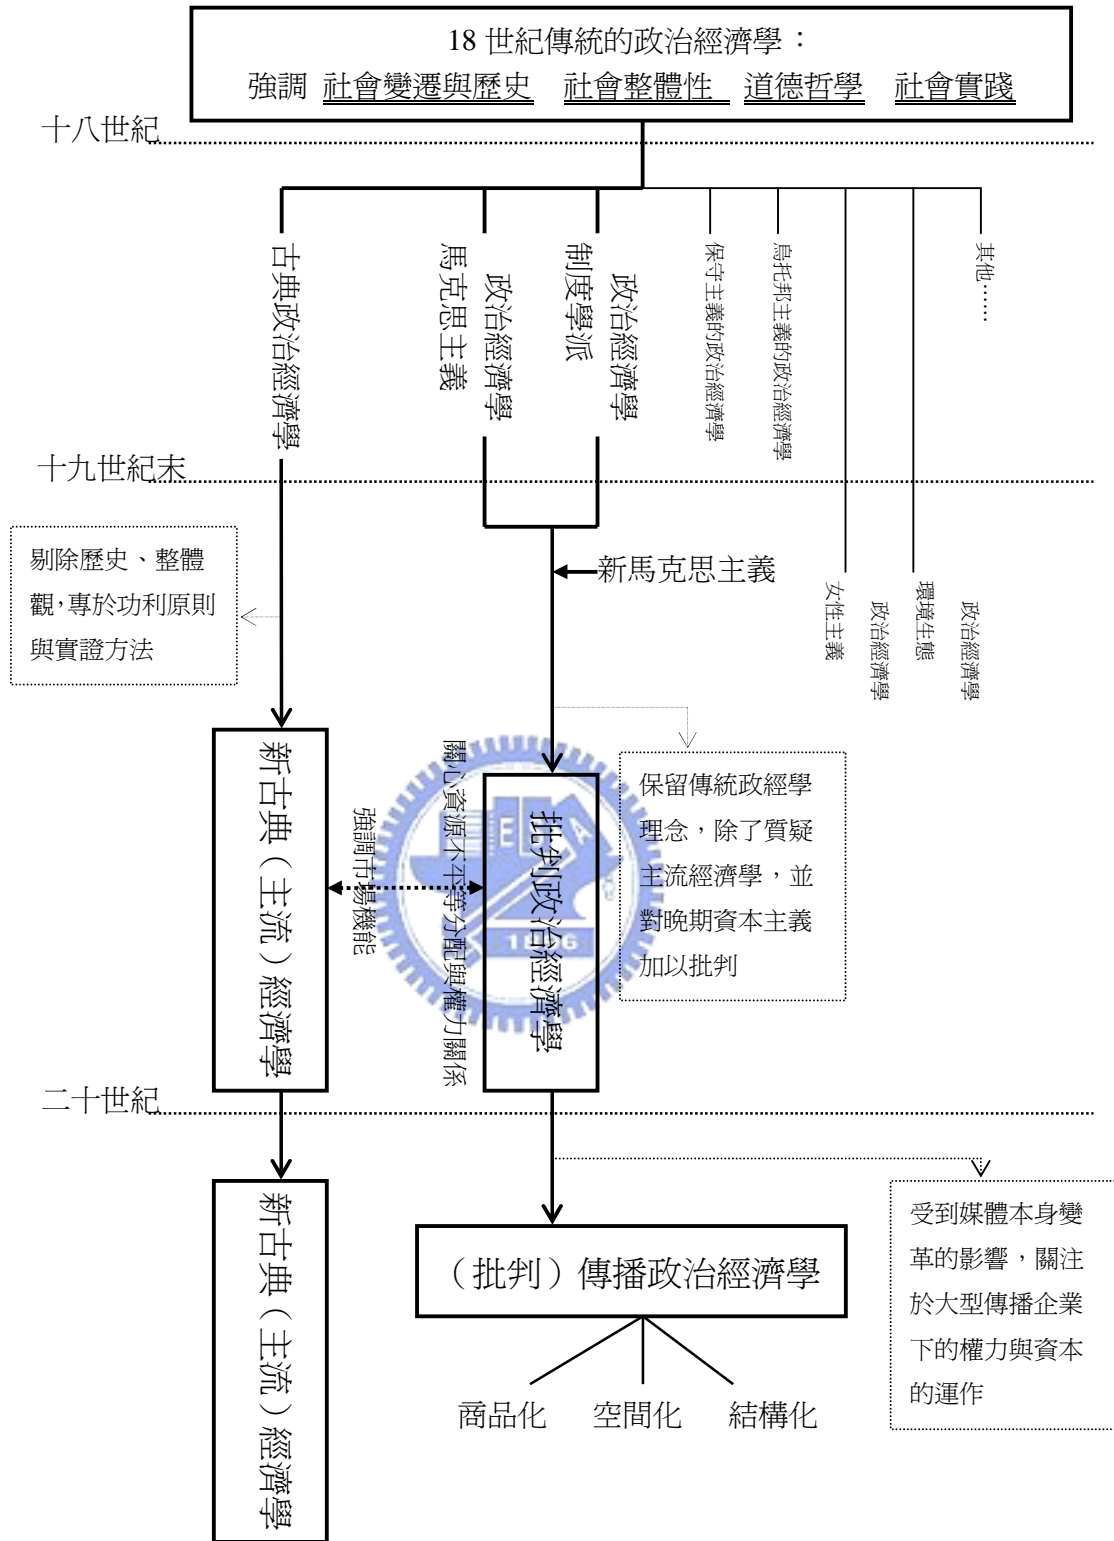 18 世紀傳統的政治經濟學：
強調 社會變遷與歷史 社會整體性 道德哲學 社會實踐
十八世紀
古典政治經濟學
馬克思主義
政治經濟學
制度學派
政治經濟學
保守主義的政治經濟學
烏托邦主義的政治經濟學
其他……
十九世紀末
剔除歷史、整體
觀，專於功利原則
與實證方法
新馬克思主義
女性主義
政治經濟學
環境生態
政治經濟學
新古典（主流）經濟學
強調市場機能
關心資源不平等分配與權力關係
批判政治經濟學
保留傳統政經學
理念，除了質疑
主流經濟學，並
對晚期資本主義
加以批判
二十世紀
新古典（主流）經濟學
（批判）傳播政治經濟學
受到媒體本身變
革的影響，關注
於大型傳播企業
下的權力與資本
的運作
商品化 空間化 結構化